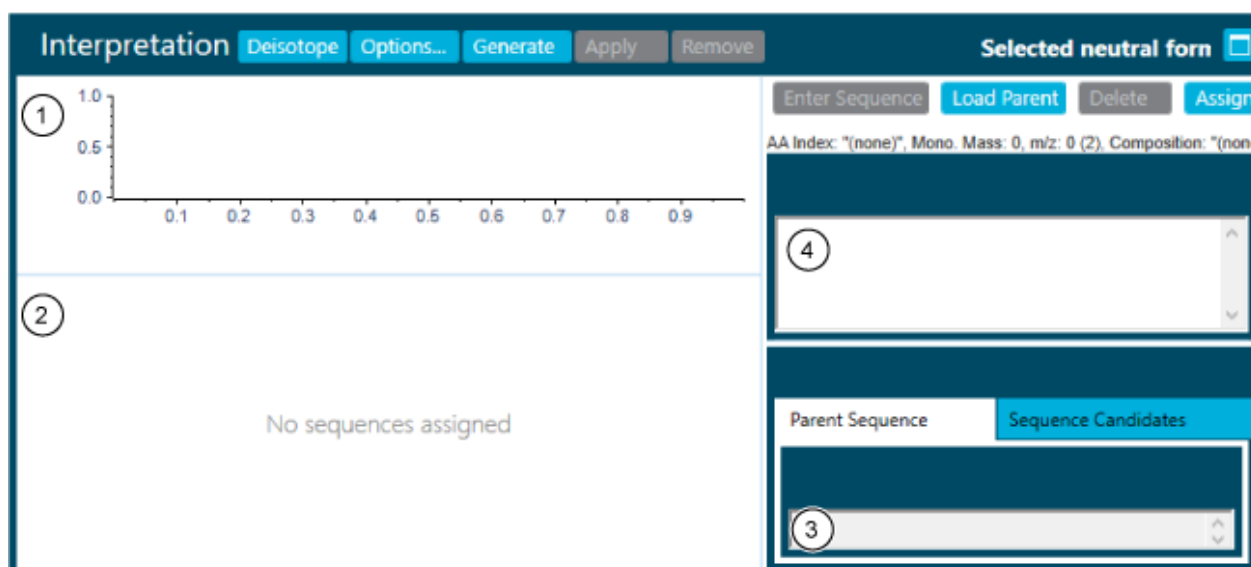 Interpretation Deisotope Options... Generate Apply Remove
Selected neutral forn
1
1.0
0.5
0.0
0.1 0.2 0.3 0.4 0.5 0.6 0.7 0.8 0.9
2
No sequences assigned
Enter Sequence Load Parent Delete Assign
AA Index: "(none)", Mono. Mass: 0, m/z: 0 (2), Composition: "(non
4
Parent Sequence Sequence Candidates
3